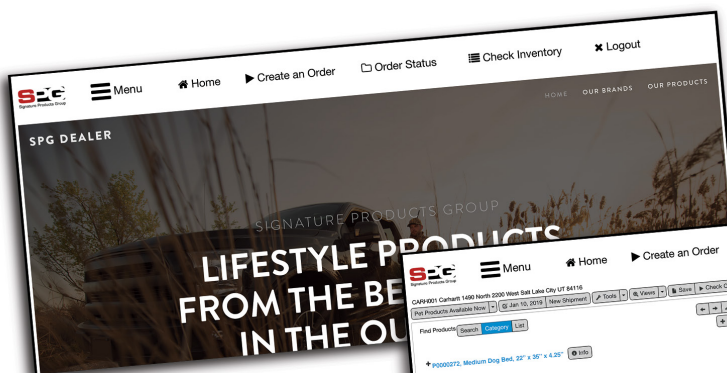 SPG
Signature Products Group
Menu
Home
Create an Order
Order Status
Check Inventory
Logout
SPG DEALER
HOME
OUR BRANDS
OUR PRODUCTS
SIGNATURE PRODUCTS GROUP
LIFESTYLE PRODUCTS
FROM THE BE
IN THE OU
SPG
Signature Products Group
Menu
Home
Create an Order
CARH001 Carhartt 1490 North 2200 West Salt Lake City UT 84116
Pet Products Available Now
@ Jan 10, 2019
New Shipment
Tools
Views
Save
Check O
Find Products
Search
Category
List
P0000272, Medium Dog Bed, 22" x 35" x 4.25"
Info